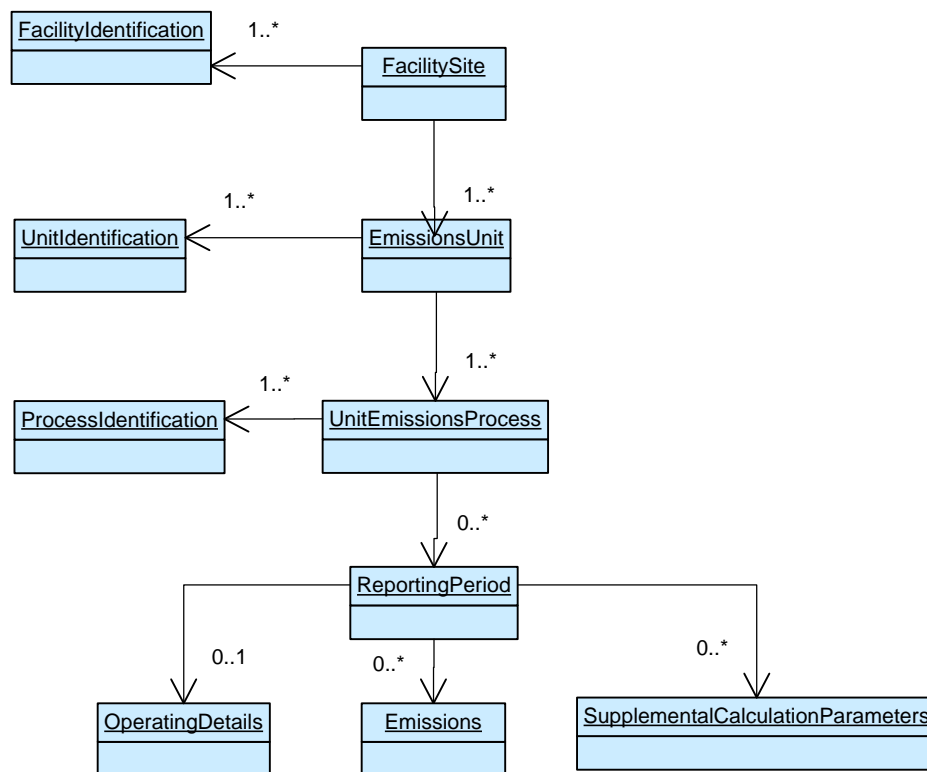 FacilityIdentification
1..*
FacilitySite
1..*
1..*
UnitIdentification
EmissionsUnit
1..*
1..*
ProcessIdentification
UnitEmissionsProcess
0..*
ReportingPeriod
0..1
0..*
0..*
OperatingDetails
Emissions
SupplementalCalculationParameters